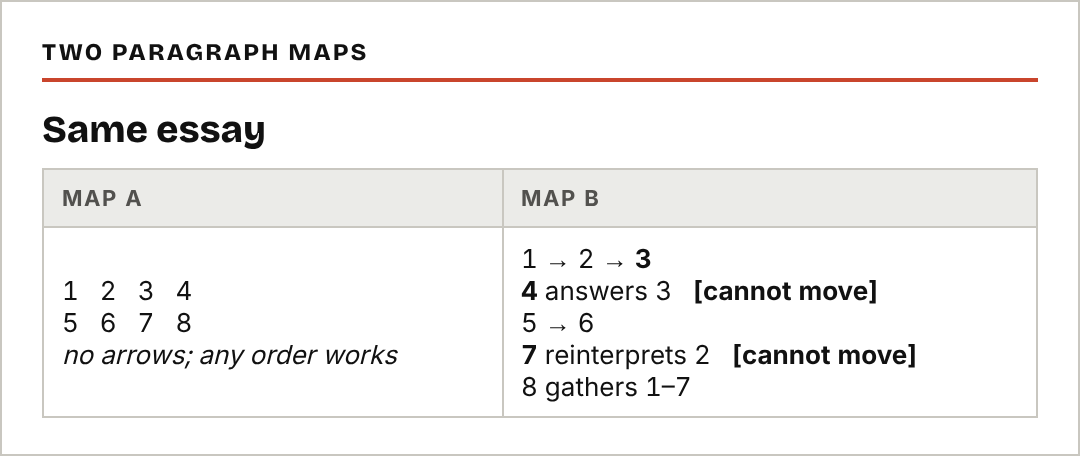 TWO PARAGRAPH MAPS
Same essay
MAP A
MAP B
1 2 3 4
5 6 7 8
no arrows; any order works
1 → 2 → 3
4 answers 3 [cannot move]
5 → 6
7 reinterprets 2 [cannot move]
8 gathers 1–7